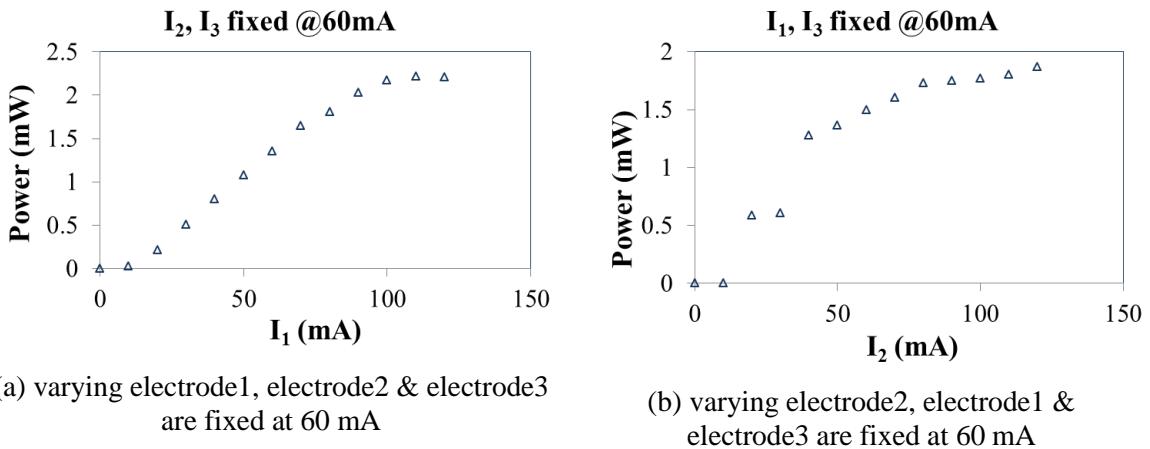 I2, I3 fixed @60mA
2.5
2
1.5
1
0.5
0
0 50 100 150
Power (mW)
I1 (mA)
(a) varying electrode1, electrode2 & electrode3
are fixed at 60 mA
I1, I3 fixed @60mA
2
1.5
1
0.5
0
0 50 100 150
Power (mW)
I2 (mA)
(b) varying electrode2, electrode1 &
electrode3 are fixed at 60 mA